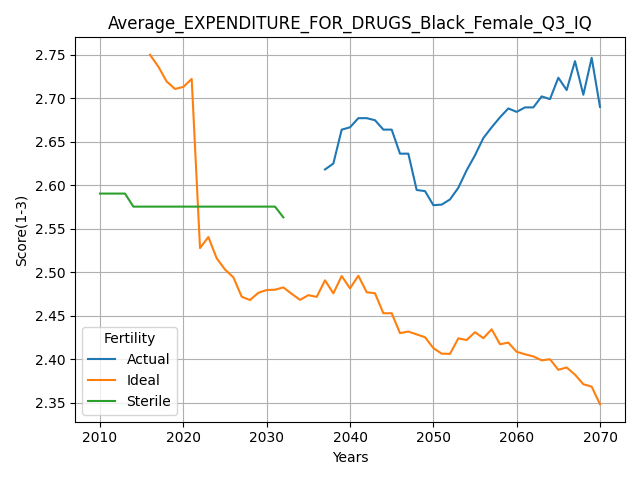 Average_EXPENDITURE_FOR_DRUGS_Black_Female_Q3_IQ
Score(1-3)
2.75
2.70
2.65
2.60
2.55
2.50
2.45
2.40
2.35
Fertility
Actual
Ideal
Sterile
2010 2020 2030 2040 2050 2060 2070
Years